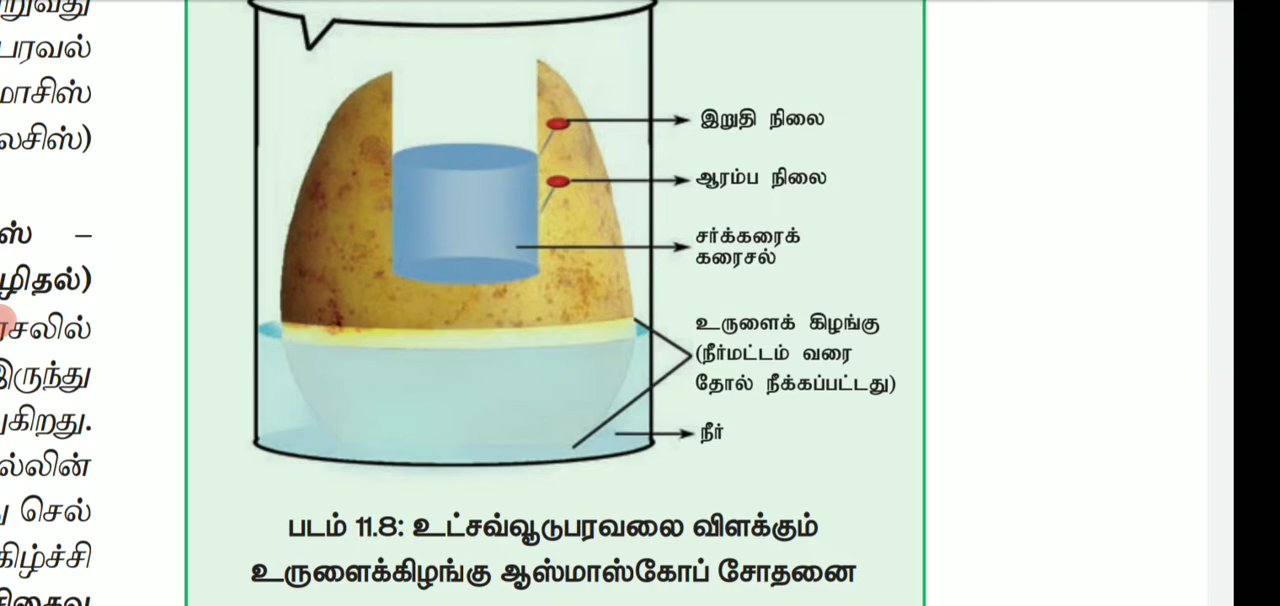 பரவல்
இறுதி நிலை
ஆரம்ப நிலை
சர்க்கரைக்
கரைசல்
உருளைக் கிழங்கு
(நீர்மட்டம் வரை
தோல் நீக்கப்பட்டது)
நீர்
செல்
படம் 11.8: உட்சவ்வூடுபரவலை விளக்கும்
உருளைக்கிழங்கு ஆஸ்மாஸ்கோப் சோதனை